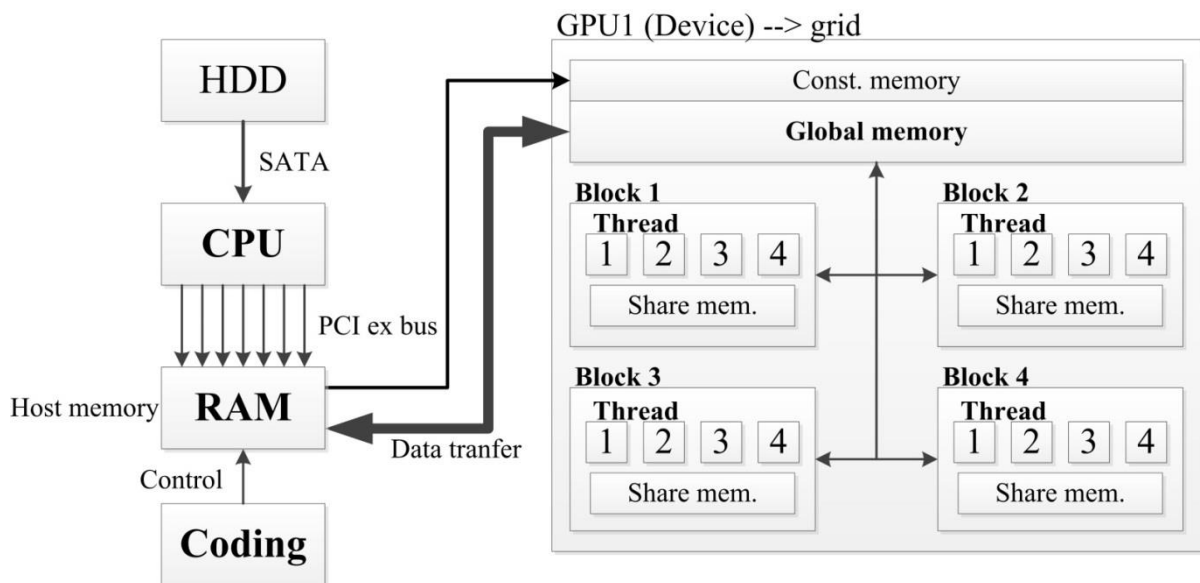 GPU1 (Device) --> grid
HDD
SATA
CPU
PCI ex bus
Host memory
RAM
Data tranfer
Control
Coding
Const. memory
Global memory
Block 1
Thread
1 2 3 4
Share mem.
Block 2
Thread
1 2 3 4
Share mem.
Block 3
Thread
1 2 3 4
Share mem.
Block 4
Thread
1 2 3 4
Share mem.